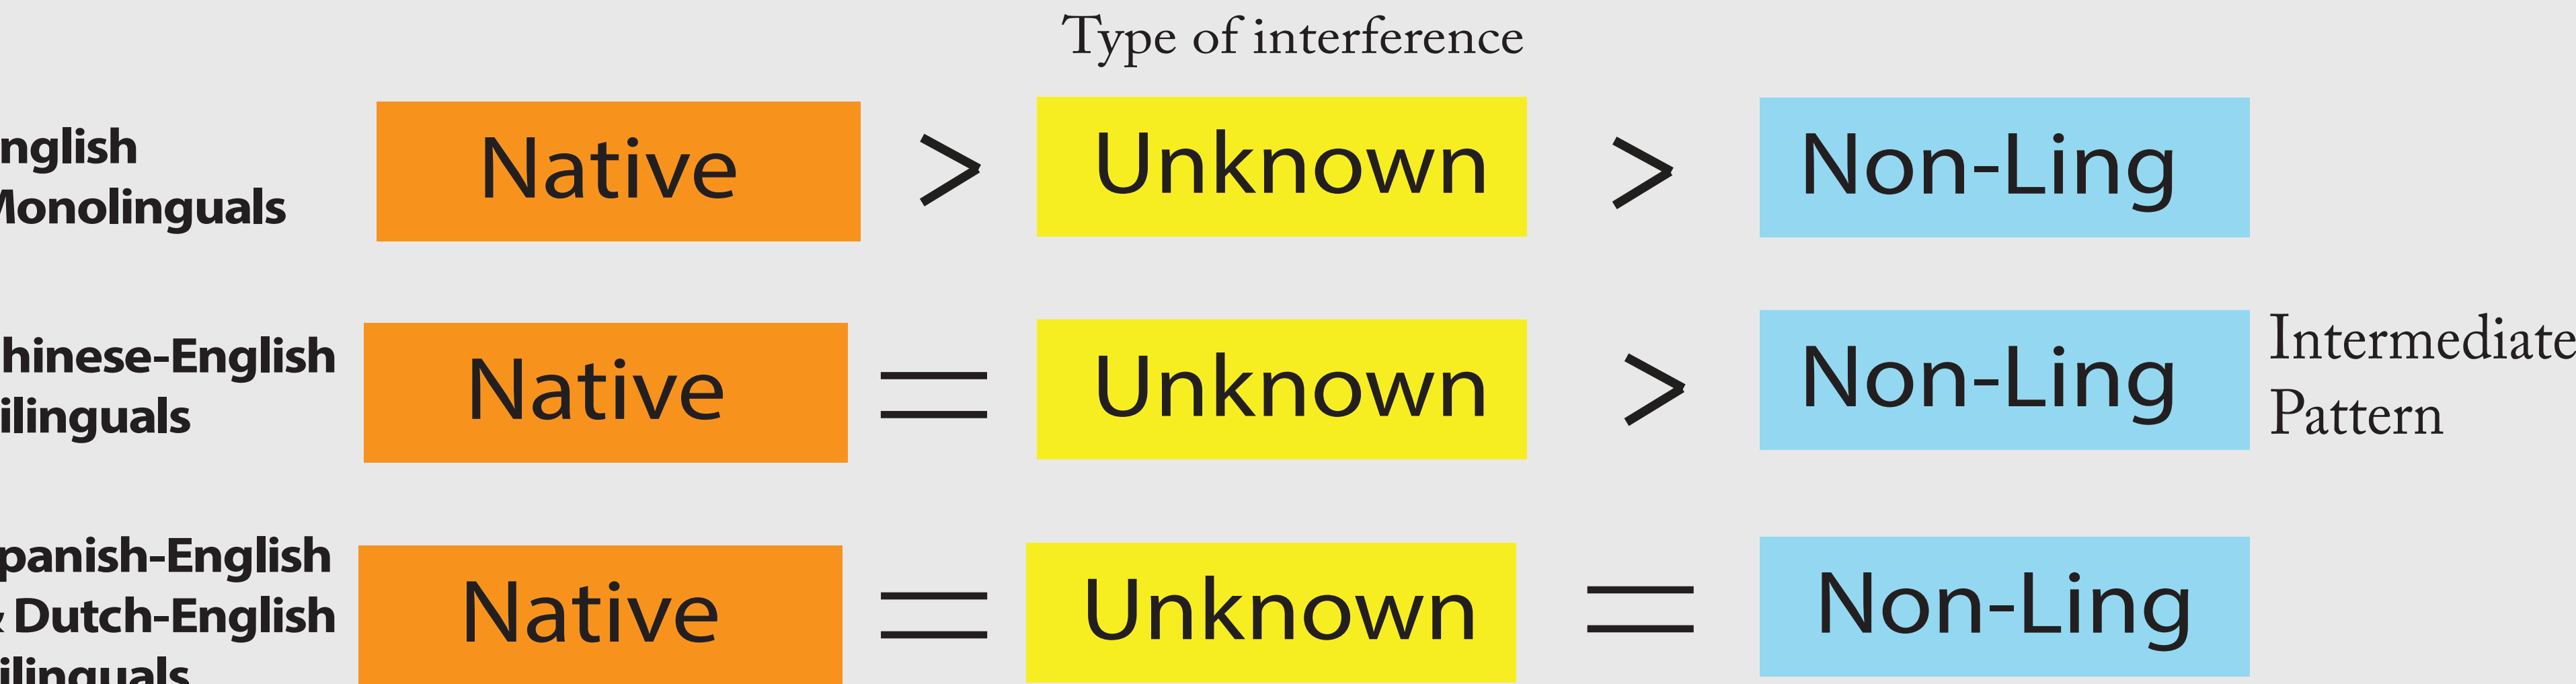 Type of interference
nglish
Monolinguals
Native > Unknown > Non-Ling
hinese-English
ilinguals
Native = Unknown > Non-Ling
Intermediate
Pattern
panish-English
& Dutch-English
ilinguals
Native = Unknown = Non-Ling